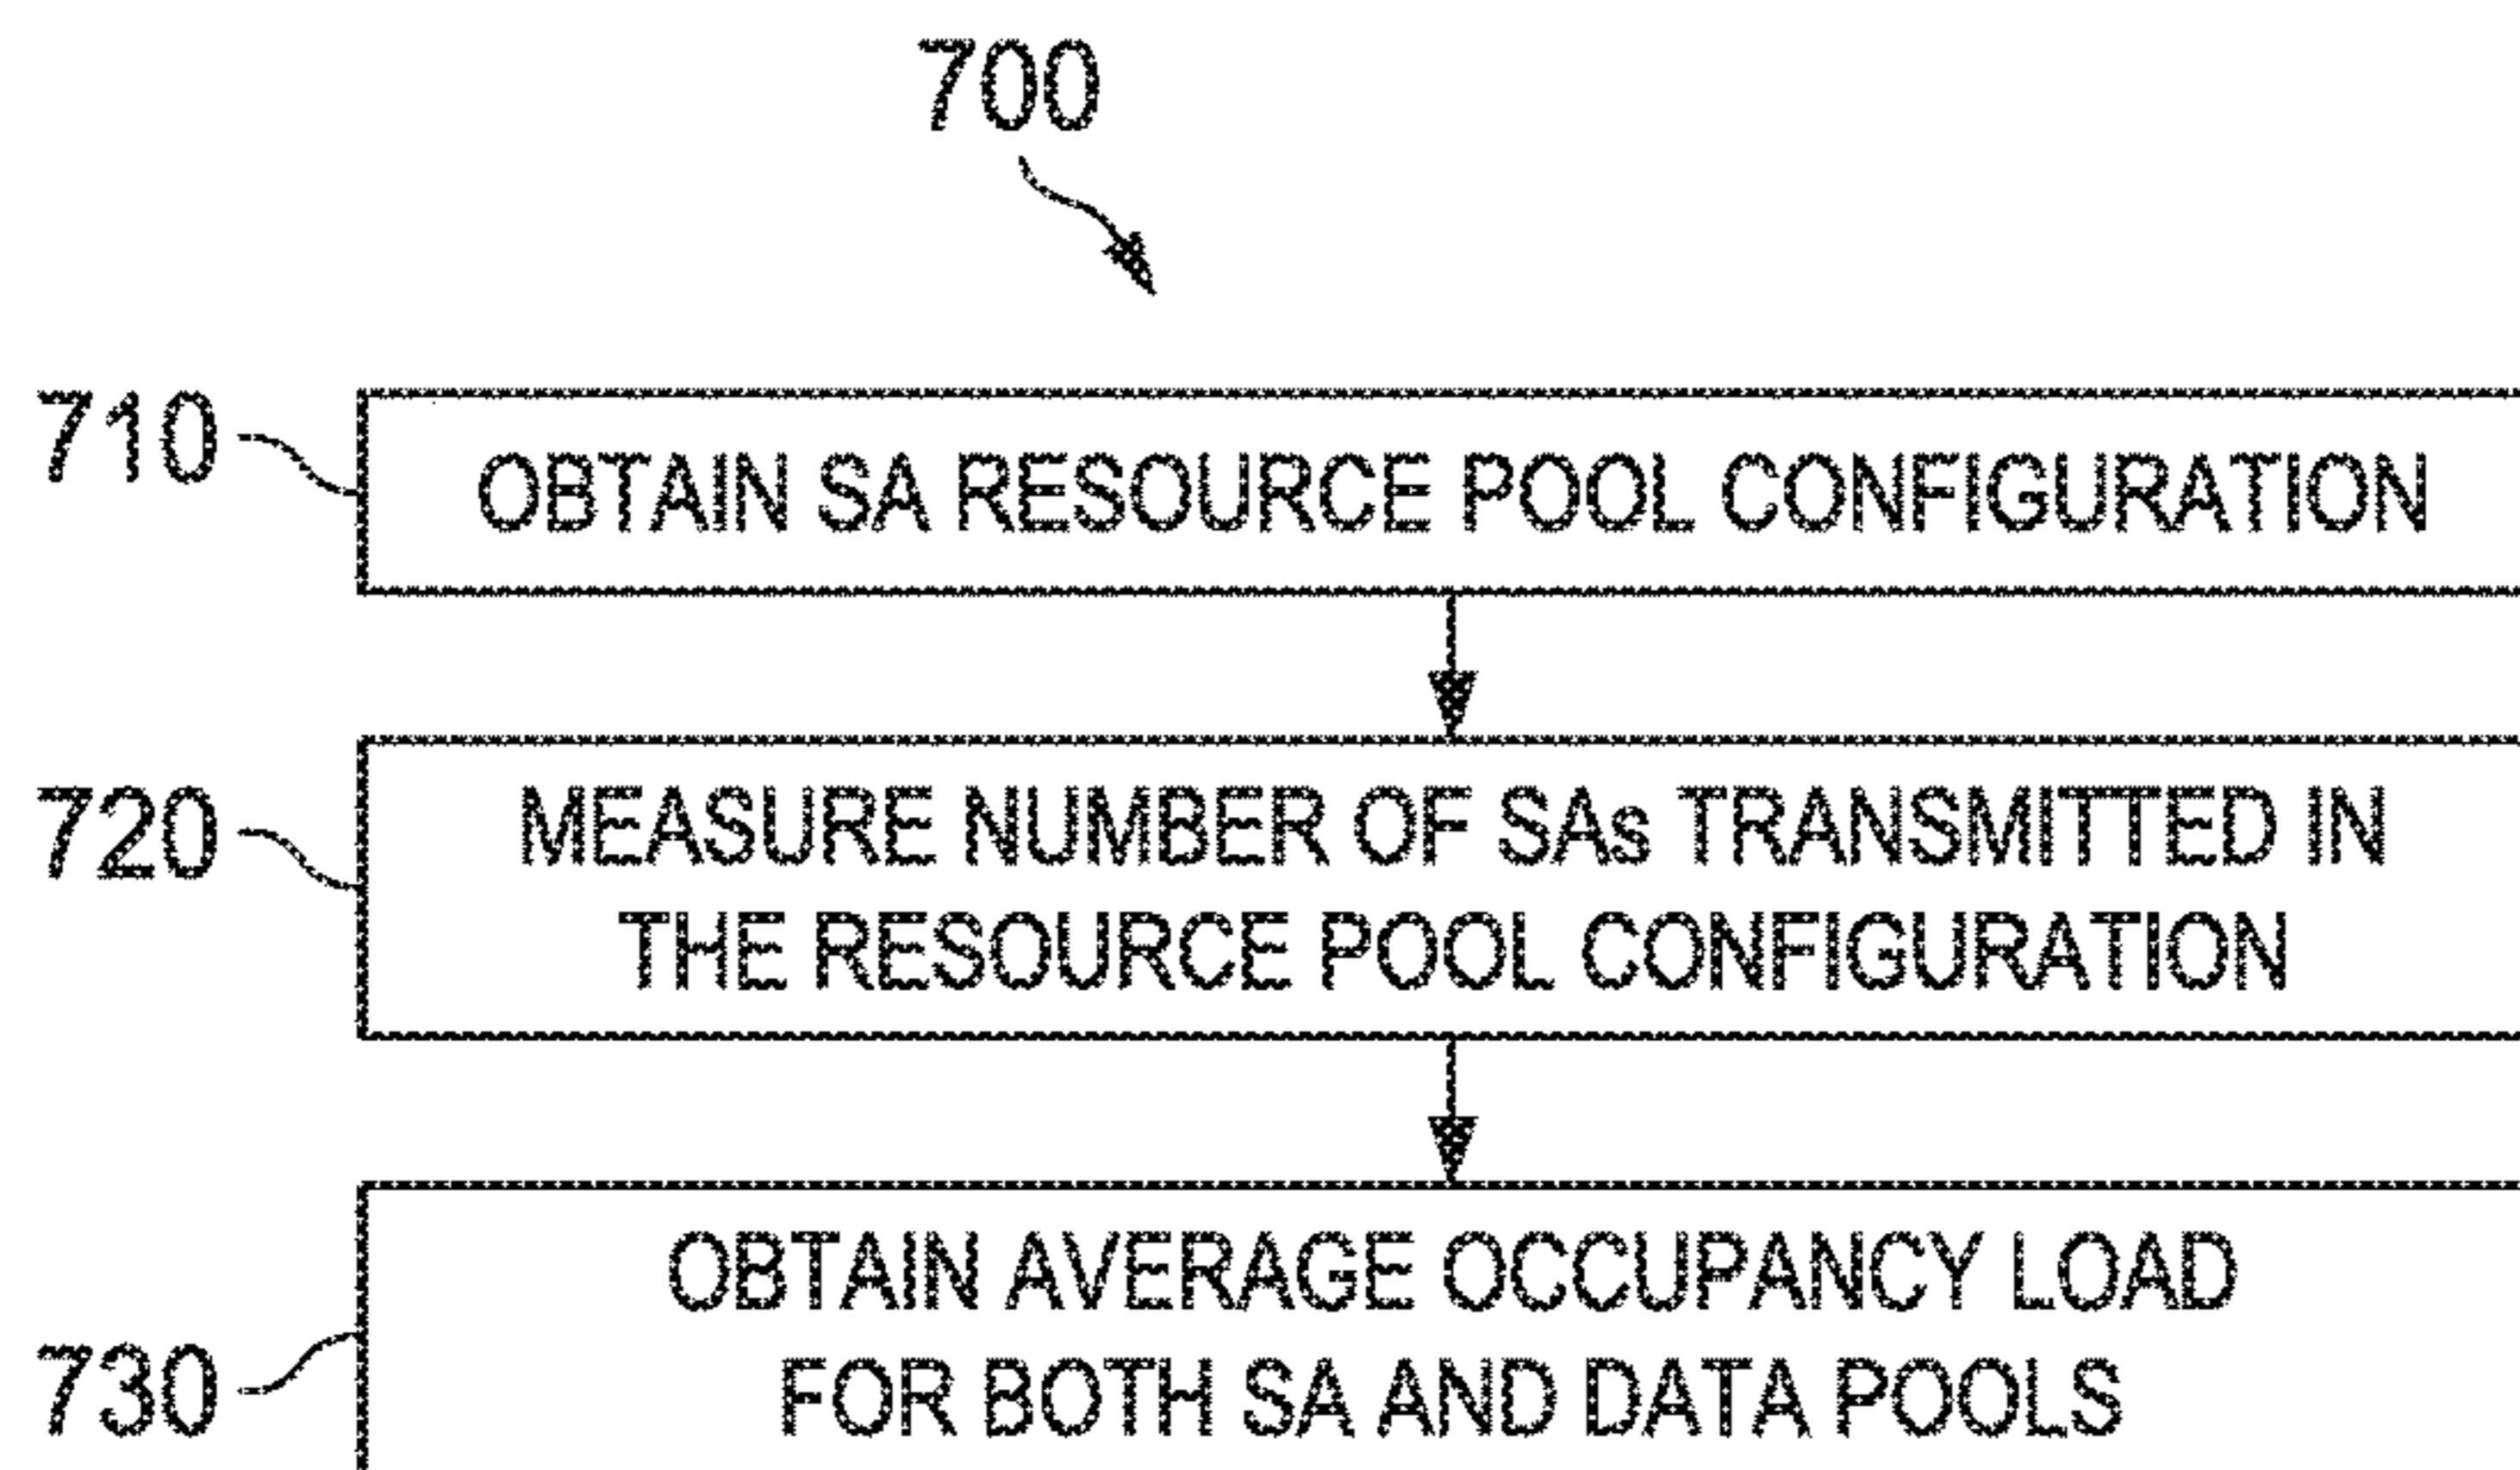 700
710
OBTAIN SA RESOURCE POOL CONFIGURATION
720
MEASURE NUMBER OF SAs TRANSMITTED IN
THE RESOURCE POOL CONFIGURATION
OBTAIN AVERAGE OCCUPANCY LOAD
730
FOR BOTH SA AND DATA POOLS